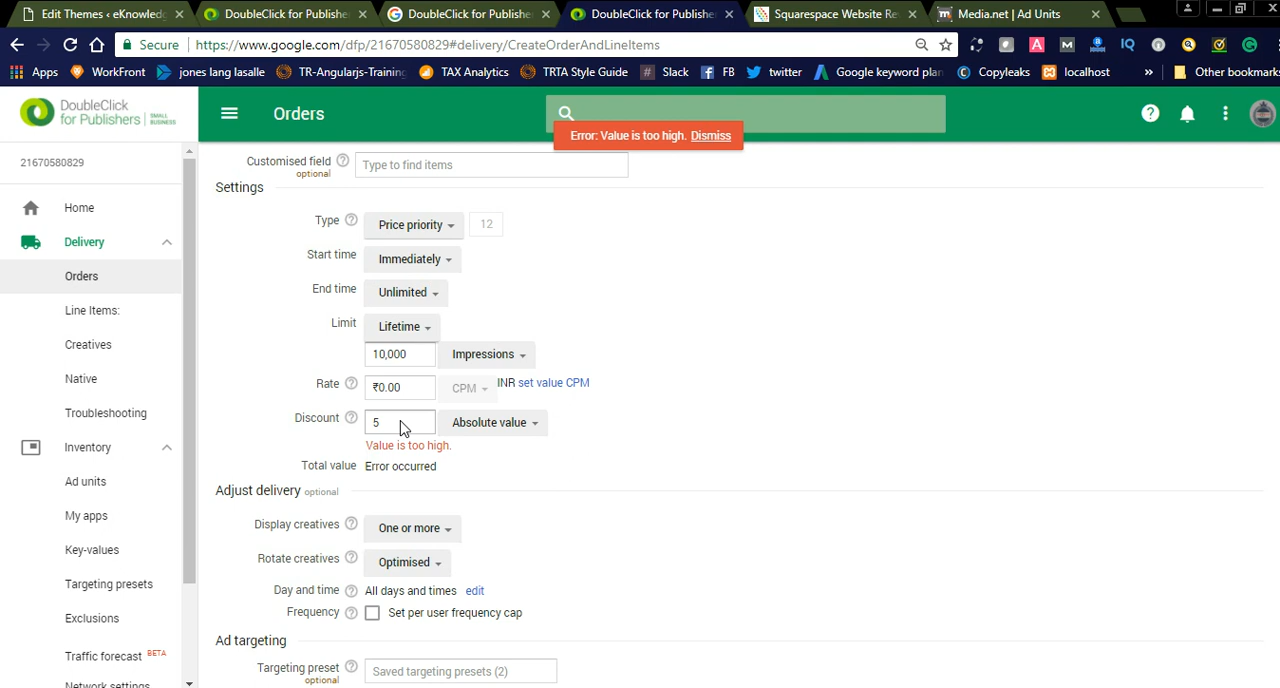 Edit Themes ‹ eKnowled
DoubleClick for Publishe
DoubleClick for Publishe
DoubleClick for Publishe
Squarespace Website Re
Media.net | Ad Units
Secure https://www.google.com/dfp/21670580829#delivery/CreateOrderAndLineItems
Apps WorkFront jones lang lasalle TR-Angularjs-Training TAX Analytics TRTA Style Guide Slack FB twitter Google keyword plan Copyleaks localhost » Other bookmarks
DoubleClick
for Publishers SMALL BUSINESS
Orders
Error: Value is too high. Dismiss
21670580829
Home
Delivery
Orders
Line Items:
Creatives
Native
Troubleshooting
Inventory
Ad units
My apps
Key-values
Targeting presets
Exclusions
Traffic forecast BETA
Network settings
Customised field Type to find items
optional
Settings
Type Price priority 12
Start time Immediately
End time Unlimited
Limit Lifetime
10,000 Impressions
Rate ₹0.00 CPM INR set value CPM
Discount 5 Absolute value
Value is too high.
Total value Error occurred
Adjust delivery optional
Display creatives One or more
Rotate creatives Optimised
Day and time All days and times edit
Frequency Set per user frequency cap
Ad targeting
Targeting preset Saved targeting presets (2)
optional